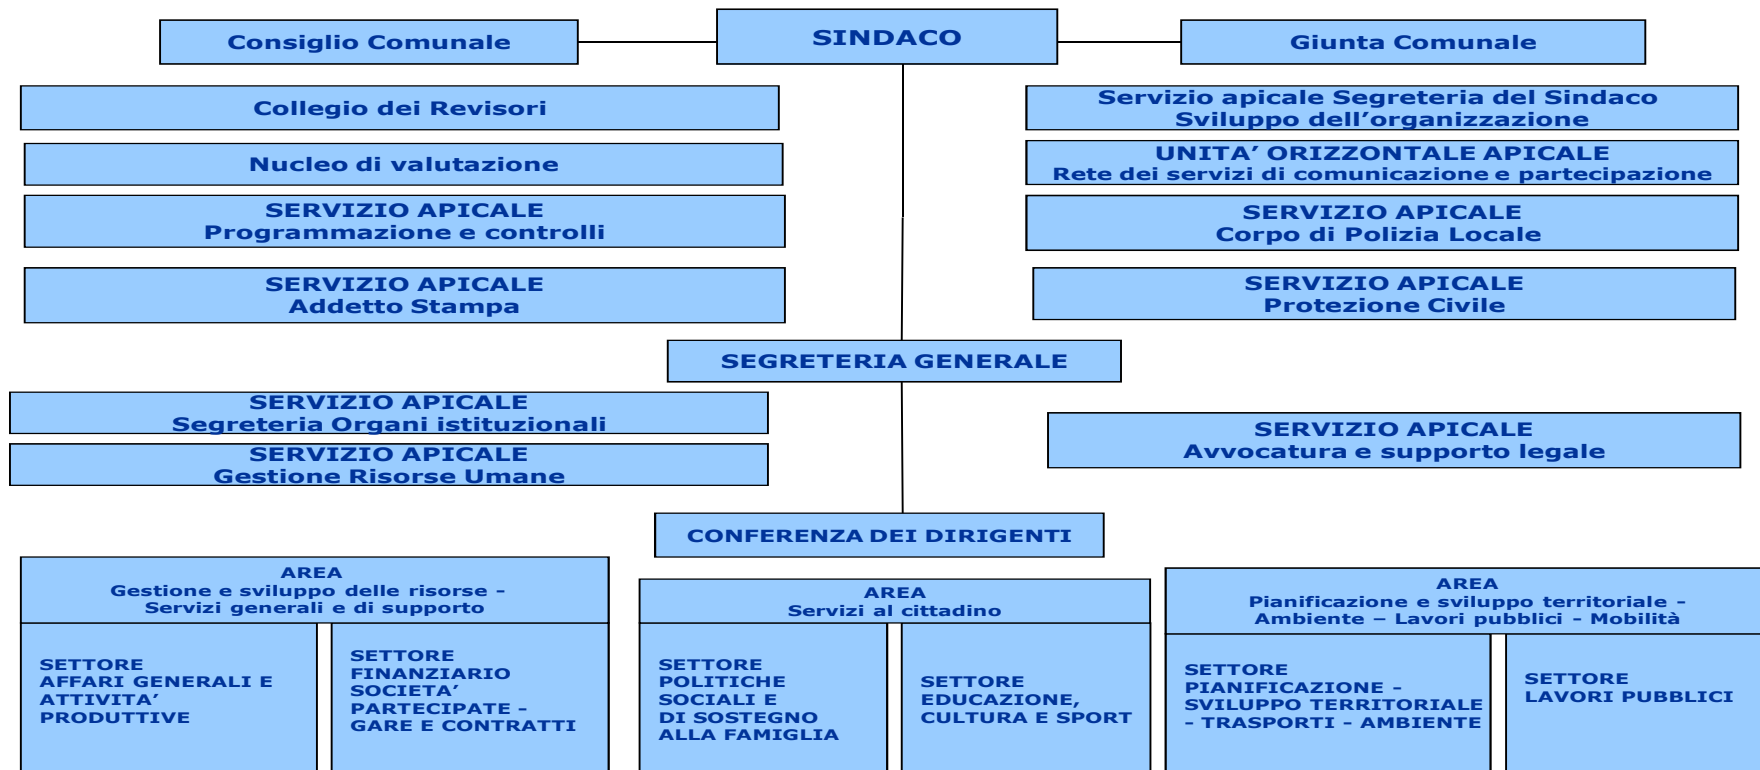 Consiglio Comunale
SINDACO
Giunta Comunale
Collegio dei Revisori
Servizio apicale Segreteria del Sindaco
Sviluppo dell’organizzazione
Nucleo di valutazione
UNITA’ ORIZZONTALE APICALE
Rete dei servizi di comunicazione e partecipazione
SERVIZIO APICALE
Programmazione e controlli
SERVIZIO APICALE
Corpo di Polizia Locale
SERVIZIO APICALE
Addetto Stampa
SERVIZIO APICALE
Protezione Civile
SEGRETERIA GENERALE
SERVIZIO APICALE
Segreteria Organi istituzionali
SERVIZIO APICALE
Gestione Risorse Umane
SERVIZIO APICALE
Avvocatura e supporto legale
CONFERENZA DEI DIRIGENTI
AREA
Gestione e sviluppo delle risorse -
Servizi generali e di supporto
SETTORE
AFFARI GENERALI E
ATTIVITA’
PRODUTTIVE
SETTORE
FINANZIARIO
SOCIETA’
PARTECIPATE -
GARE E CONTRATTI
AREA
Servizi al cittadino
SETTORE
POLITICHE
SOCIALI E
DI SOSTEGNO
ALLA FAMIGLIA
SETTORE
EDUCAZIONE,
CULTURA E SPORT
AREA
Pianificazione e sviluppo territoriale -
Ambiente – Lavori pubblici - Mobilità
SETTORE
PIANIFICAZIONE -
SVILUPPO TERRITORIALE
- TRASPORTI - AMBIENTE
SETTORE
LAVORI PUBBLICI